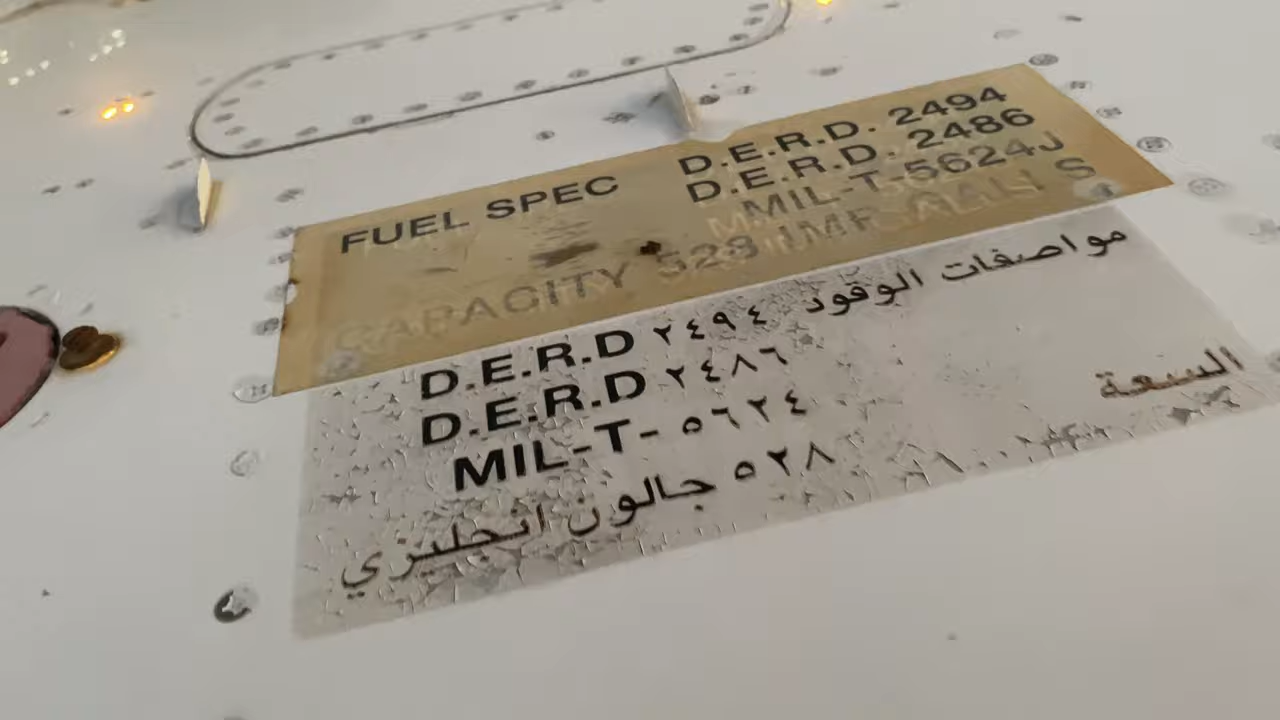 FUEL SPEC D.E.R.D. 2494
D.E.R.D. 2486
MIL-T-5624J
CAPACITY 528 IMP GALLS
مواصفات الوقود D.E.R.D ٢٤٩٤
D.E.R.D ٢٤٨٦
MIL-T- ٥٦٢٤
السعة ٥٢٨ جالون انجليزي